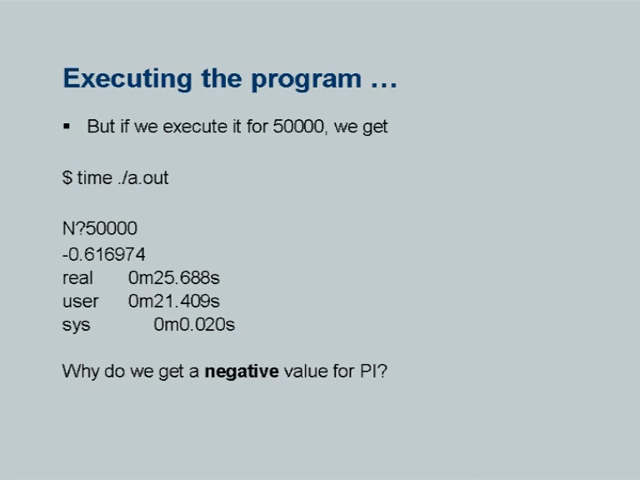 Executing the program …
▪ But if we execute it for 50000, we get
$ time ./a.out
N?50000
-0.616974
real 0m25.688s
user 0m21.409s
sys 0m0.020s
Why do we get a negative value for PI?